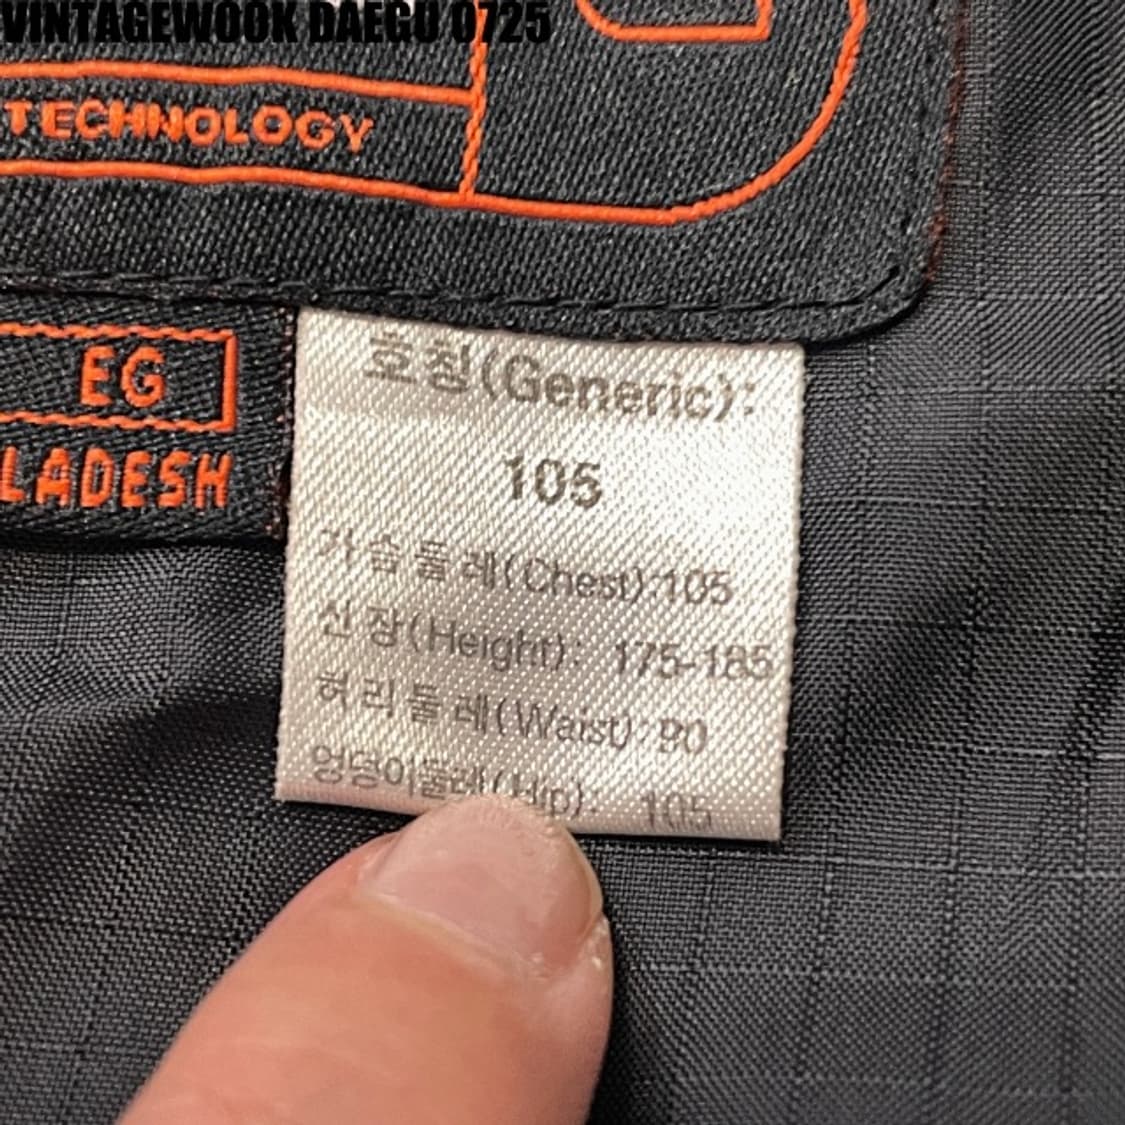 VINTAGEWOOK DAEGU 0725
TECHNOLOGY
EG
LADESH
호칭(Generic):
105
가슴둘레(Chest):105
신장(Height): 175-185
허리둘레(Waist): 90
엉덩이둘레(Hip): 105